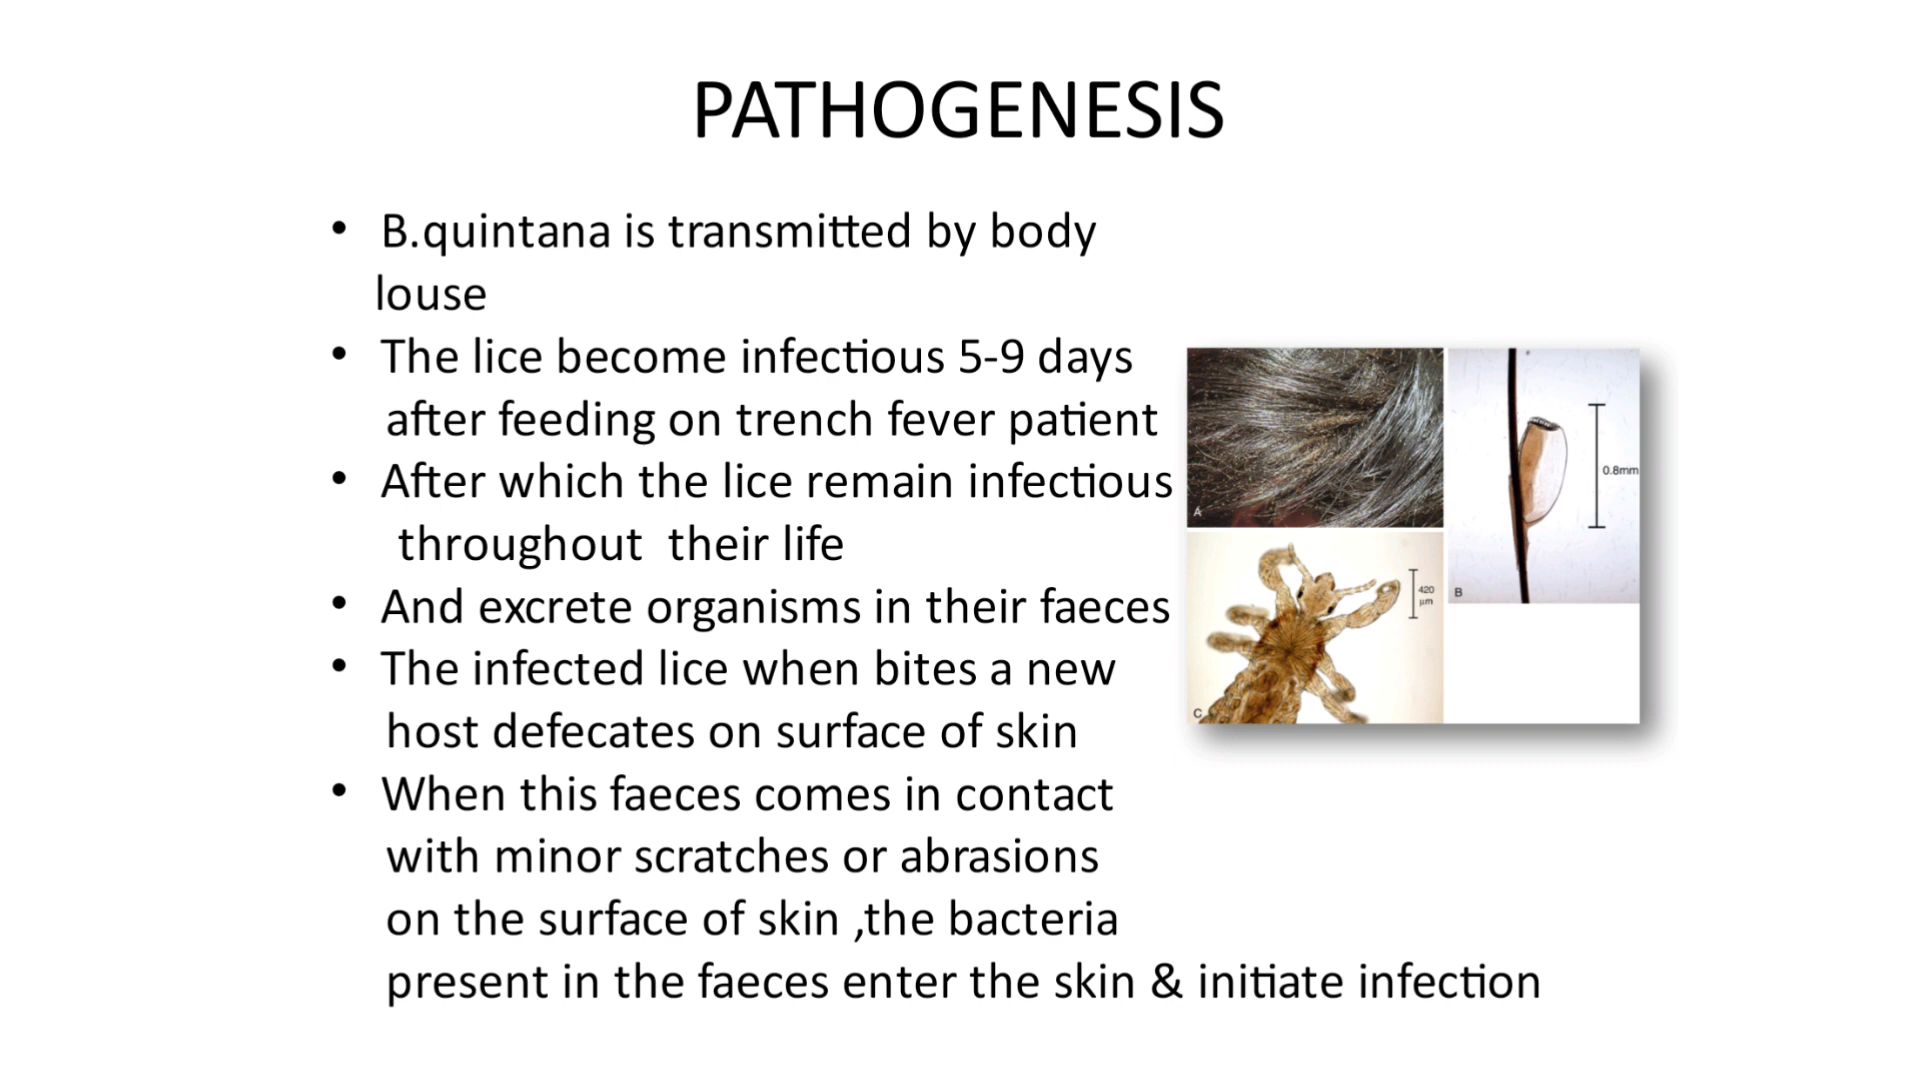 PATHOGENESIS
• B.quintana is transmitted by body
louse
• The lice become infectious 5-9 days
after feeding on trench fever patient
• After which the lice remain infectious
throughout their life
• And excrete organisms in their faeces
• The infected lice when bites a new
host defecates on surface of skin
• When this faeces comes in contact
with minor scratches or abrasions
on the surface of skin ,the bacteria
present in the faeces enter the skin & initiate infection
A
0.8mm
B
420
µm
C